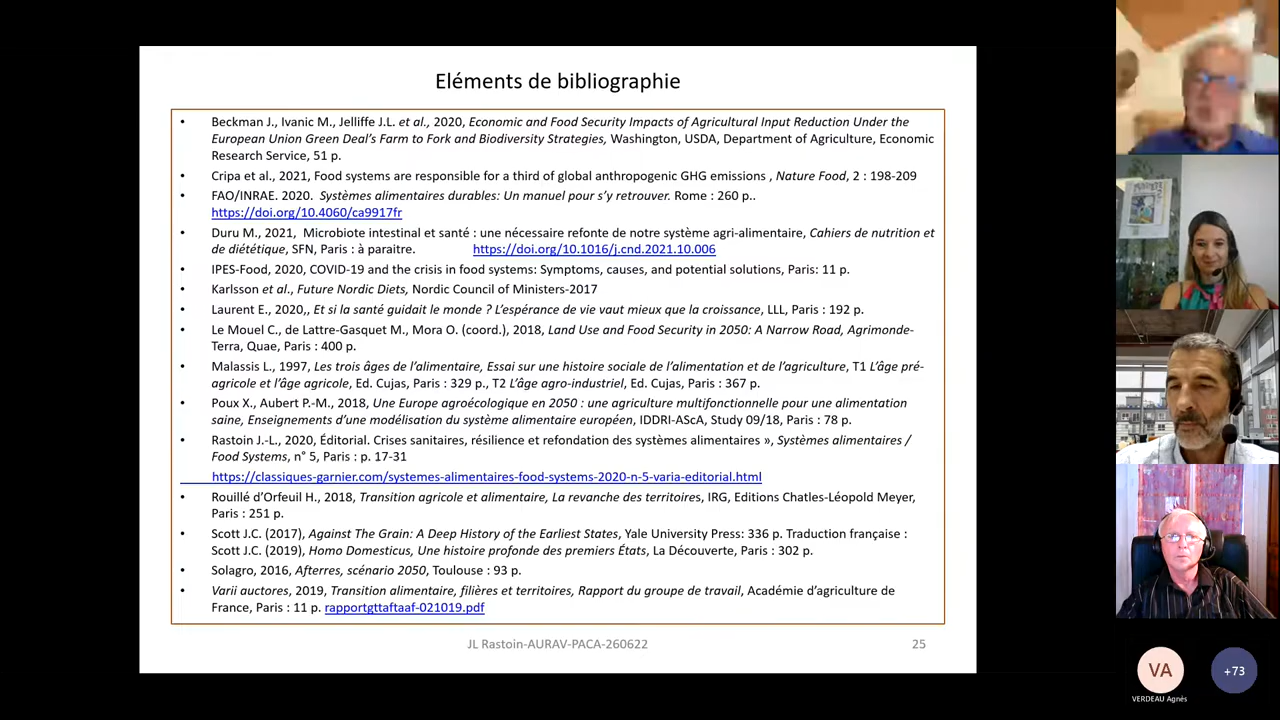 Eléments de bibliographie
• Beckman J., Ivanic M., Jelliffe J.L. et al., 2020, Economic and Food Security Impacts of Agricultural Input Reduction Under the
European Union Green Deal's Farm to Fork and Biodiversity Strategies, Washington, USDA, Department of Agriculture, Economic
Research Service, 51 p.
• Cripa et al., 2021, Food systems are responsible for a third of global anthropogenic GHG emissions , Nature Food, 2 : 198-209
• FAO/INRAE. 2020. Systèmes alimentaires durables: Un manuel pour s'y retrouver. Rome : 260 p..
https://doi.org/10.4060/ca9917fr
• Duru M., 2021, Microbiote intestinal et santé : une nécessaire refonte de notre système agri-alimentaire, Cahiers de nutrition et
de diététique, SFN, Paris : à paraitre. https://doi.org/10.1016/j.cnd.2021.10.006
• IPES-Food, 2020, COVID-19 and the crisis in food systems: Symptoms, causes, and potential solutions, Paris: 11 p.
• Karlsson et al., Future Nordic Diets, Nordic Council of Ministers-2017
• Laurent E., 2020,, Et si la santé guidait le monde ? L'espérance de vie vaut mieux que la croissance, LLL, Paris : 192 p.
• Le Mouel C., de Lattre-Gasquet M., Mora O. (coord.), 2018, Land Use and Food Security in 2050: A Narrow Road, Agrimonde-
Terra, Quae, Paris : 400 p.
• Malassis L., 1997, Les trois âges de l'alimentaire, Essai sur une histoire sociale de l'alimentation et de l'agriculture, T1 L'âge pré-
agricole et l'âge agricole, Ed. Cujas, Paris : 329 p., T2 L'âge agro-industriel, Ed. Cujas, Paris : 367 p.
• Poux X., Aubert P.-M., 2018, Une Europe agroécologique en 2050 : une agriculture multifonctionnelle pour une alimentation
saine, Enseignements d'une modélisation du système alimentaire européen, IDDRI-AScA, Study 09/18, Paris : 78 p.
• Rastoin J.-L., 2020, Éditorial. Crises sanitaires, résilience et refondation des systèmes alimentaires », Systèmes alimentaires /
Food Systems, n° 5, Paris : p. 17-31
https://classiques-garnier.com/systemes-alimentaires-food-systems-2020-n-5-varia-editorial.html
• Rouillé d'Orfeuil H., 2018, Transition agricole et alimentaire, La revanche des territoires, IRG, Editions Chatles-Léopold Meyer,
Paris : 251 p.
• Scott J.C. (2017), Against The Grain: A Deep History of the Earliest States, Yale University Press: 336 p. Traduction française :
Scott J.C. (2019), Homo Domesticus, Une histoire profonde des premiers États, La Découverte, Paris : 302 p.
• Solagro, 2016, Afterres, scénario 2050, Toulouse : 93 p.
• Varii auctores, 2019, Transition alimentaire, filières et territoires, Rapport du groupe de travail, Académie d'agriculture de
France, Paris : 11 p. rapportgttaftaaf-021019.pdf
JL Rastoin-AURAV-PACA-260622
25
VA
+73
VERDEAU Agnès